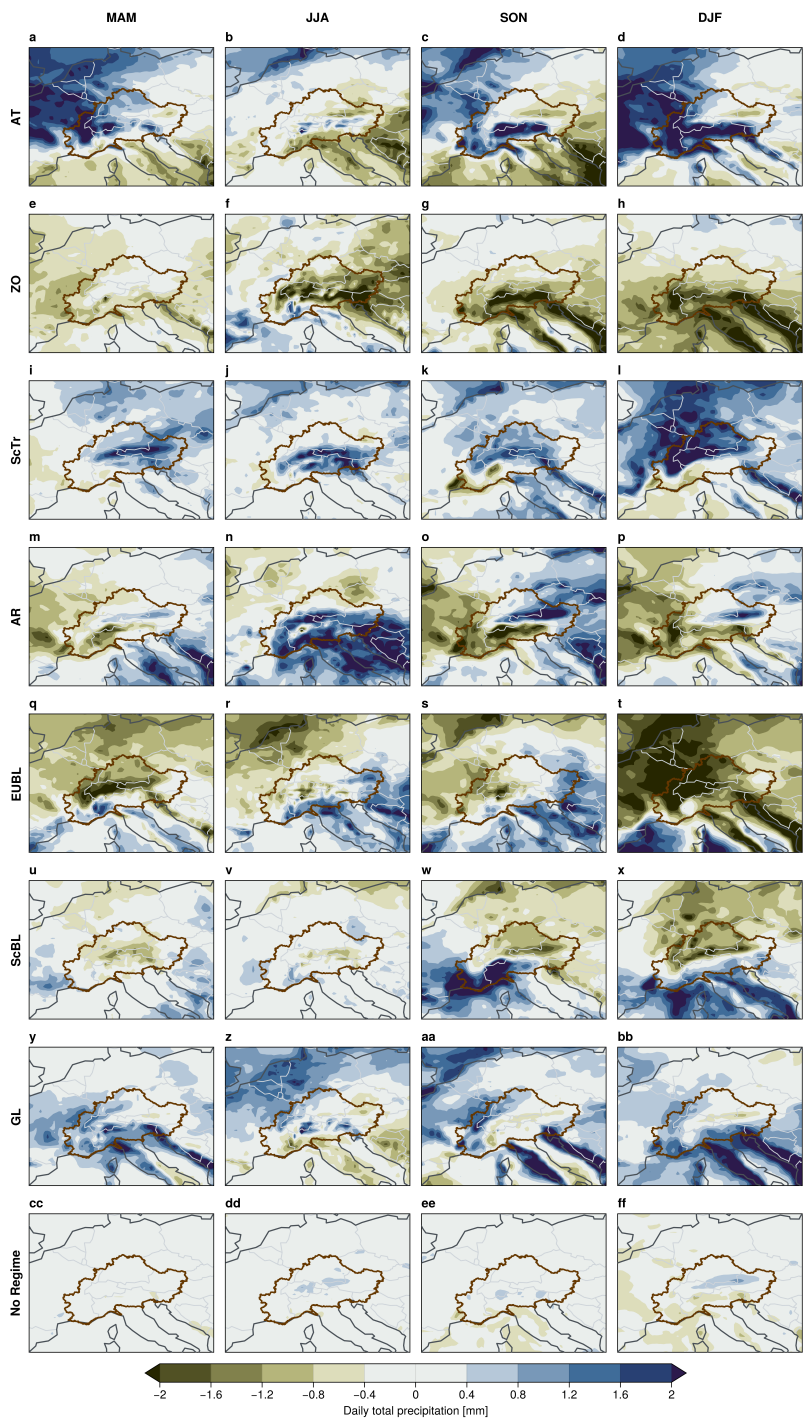 MAM JJA SON DJF
a b c d
AT
e f g h
ZO
i j k l
ScTr
m n o p
AR
q r s t
EUBL
u v w x
ScBL
y z aa bb
GL
cc dd ee ff
No Regime
−2 −1.6 −1.2 −0.8 −0.4 0 0.4 0.8 1.2 1.6 2
Daily total precipitation [mm]